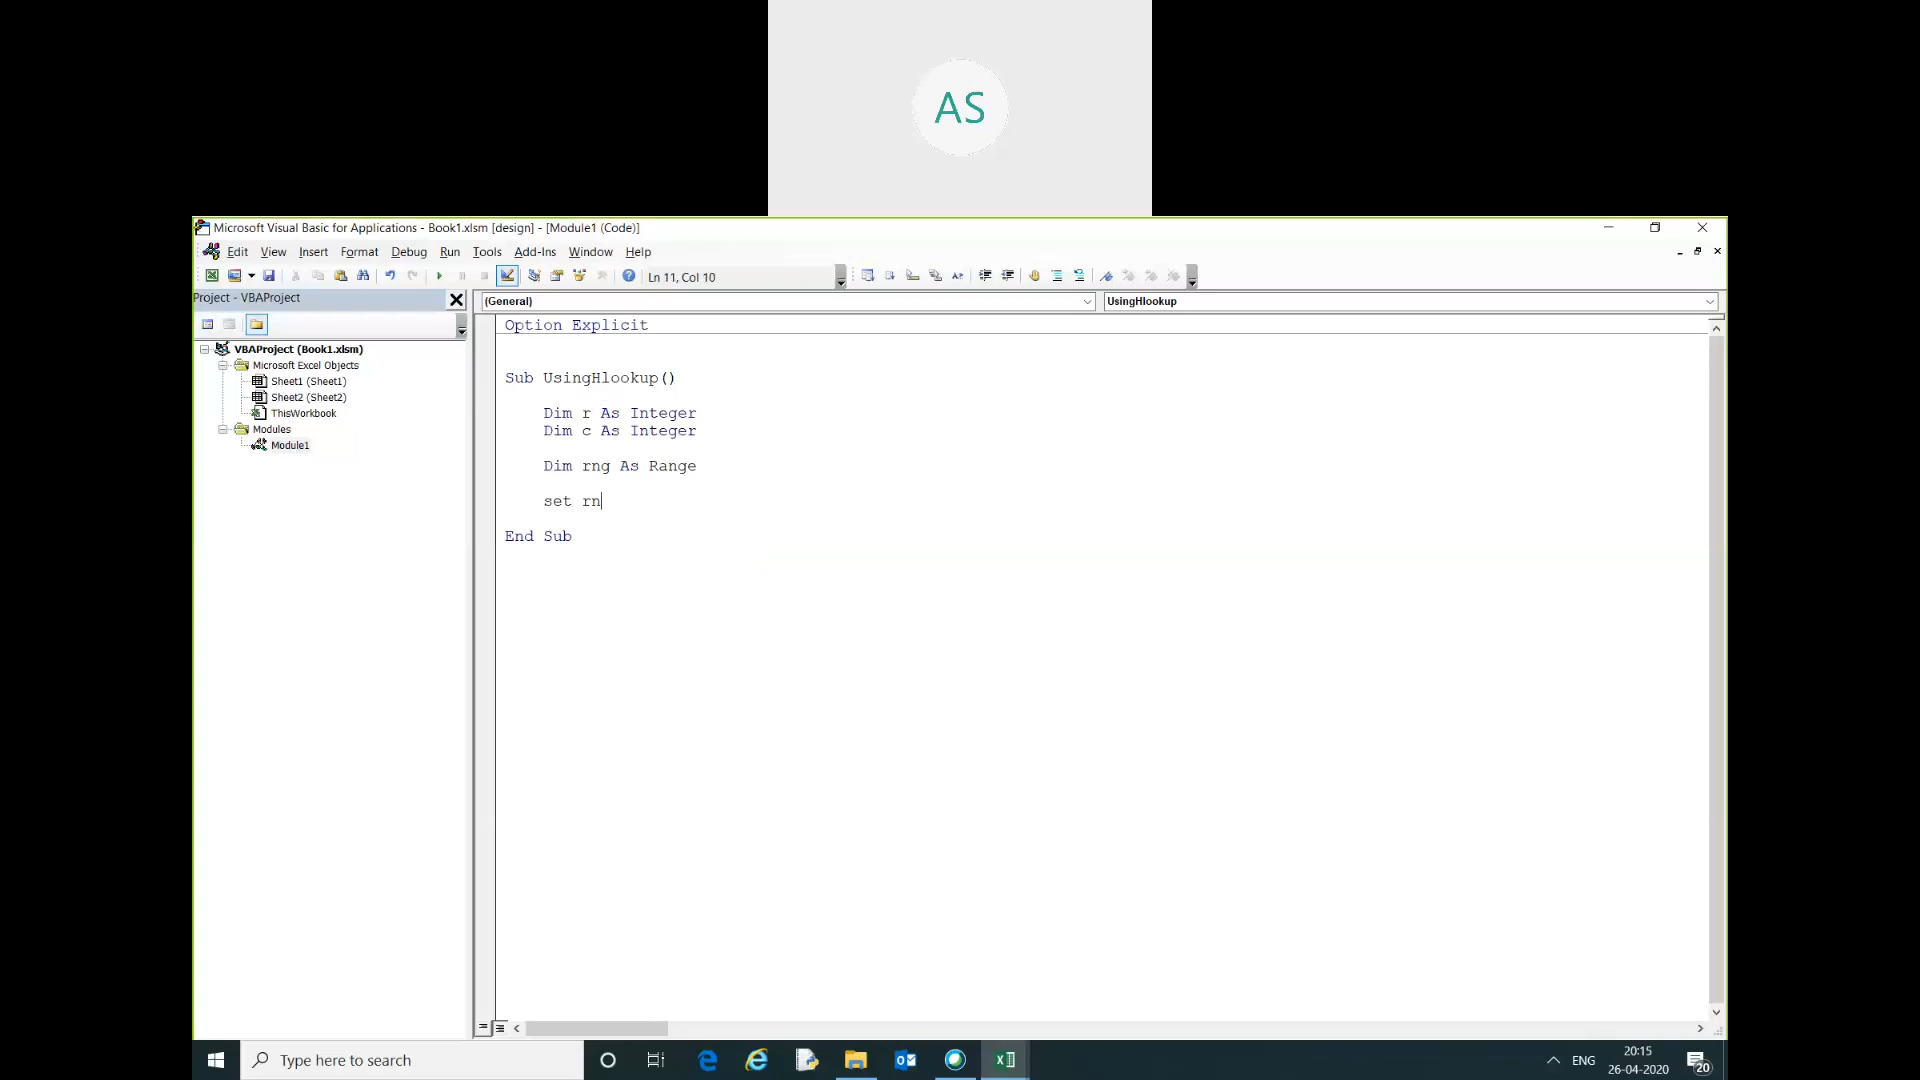 AS
Microsoft Visual Basic for Applications - Book1.xlsm [design] - [Module1 (Code)]
Edit View Insert Format Debug Run Tools Add-Ins Window Help
Ln 11, Col 10
Project - VBAProject
(General)
UsingHlookup
VBAProject (Book1.xlsm)
Microsoft Excel Objects
Sheet1 (Sheet1)
Sheet2 (Sheet2)
ThisWorkbook
Modules
Module1
Option Explicit
Sub UsingHlookup()
Dim r As Integer
Dim c As Integer
Dim rng As Range
set rn
End Sub
Type here to search
ENG
20:15
26-04-2020
20